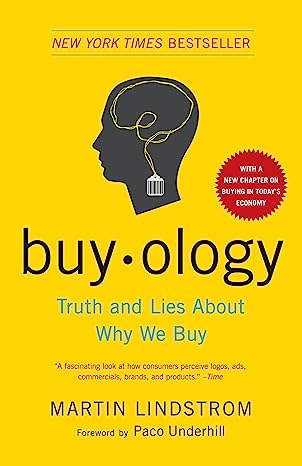 NEW YORK TIMES BESTSELLER
WITH A
NEW CHAPTER ON
BUYING IN TODAY'S
ECONOMY
buy•ology
Truth and Lies About
Why We Buy
"A fascinating look at how consumers perceive logos, ads,
commercials, brands, and products." –Time
MARTIN LINDSTROM
Foreword by Paco Underhill